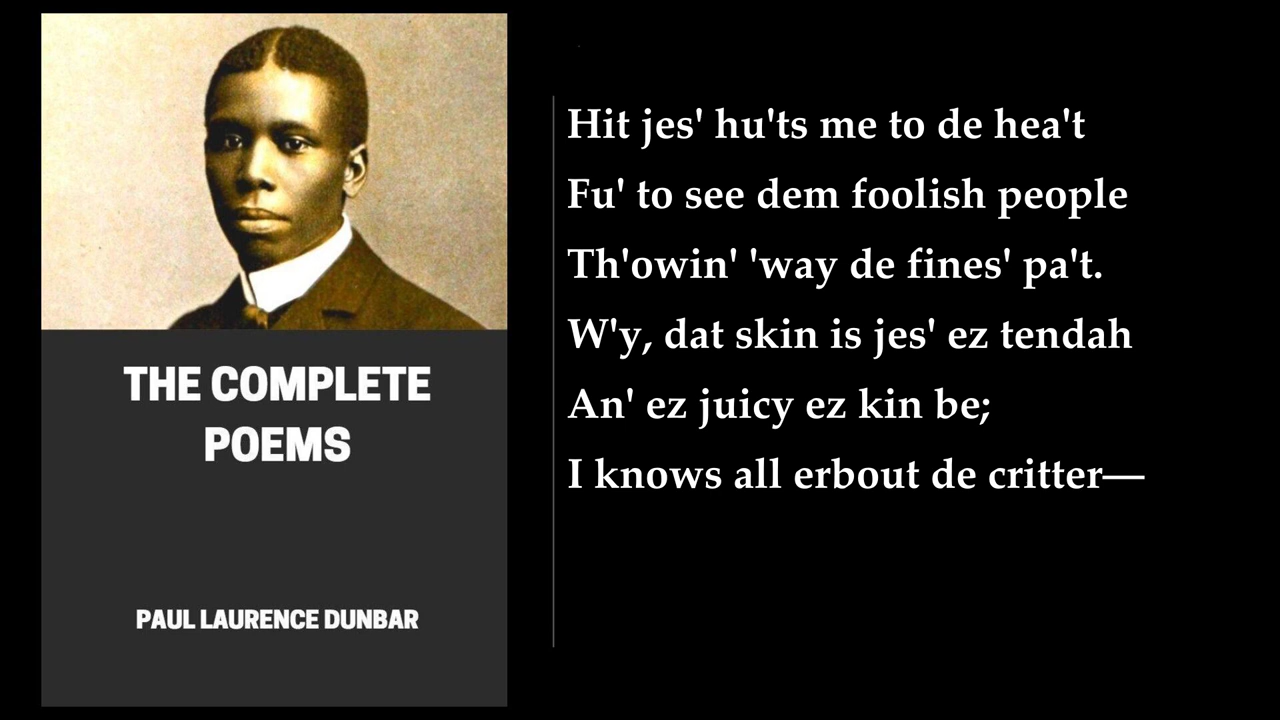 THE COMPLETE
POEMS
PAUL LAURENCE DUNBAR
Hit jes' hu'ts me to de hea't
Fu' to see dem foolish people
Th'owin' 'way de fines' pa't.
W'y, dat skin is jes' ez tendah
An' ez juicy ez kin be;
I knows all erbout de critter—